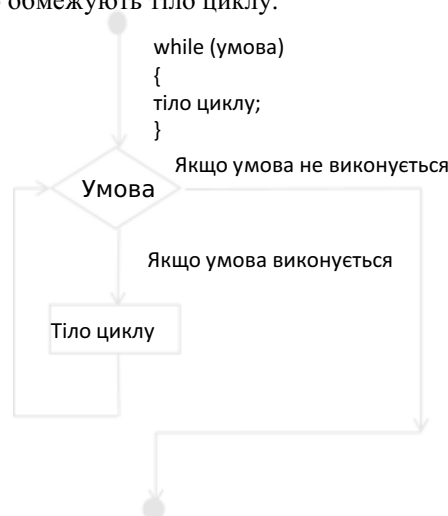 обмежують тіло циклу.
while (умова)
{
тіло циклу;
}
Якщо умова не виконується
Умова
Якщо умова виконується
Тіло циклу